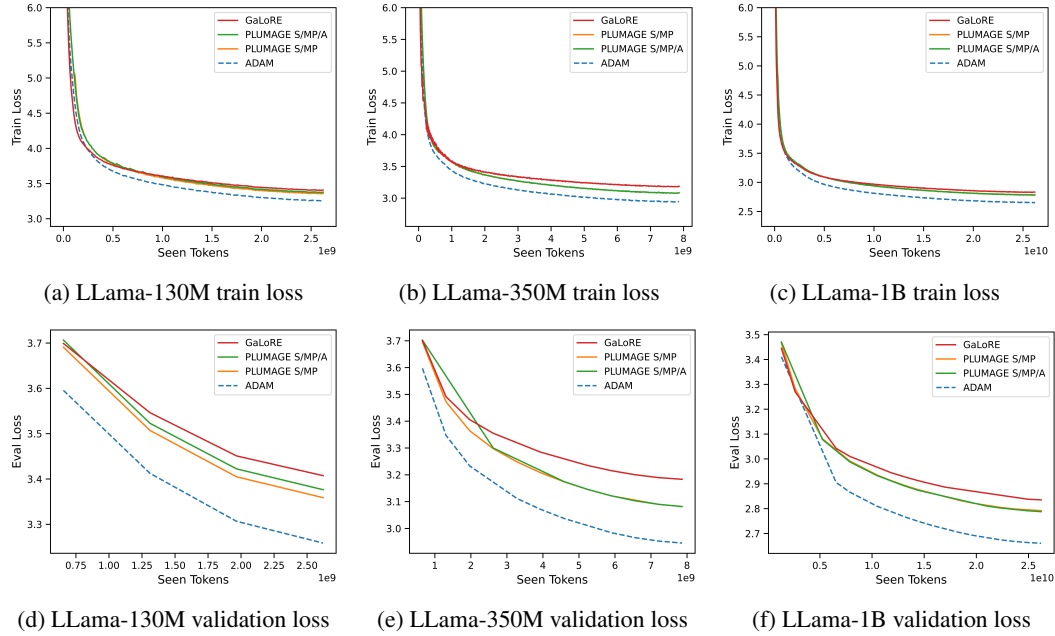 6.0
5.5
5.0
4.5
4.0
3.5
3.0
Train Loss
GaLoRE
PLUMAGE S/MP/A
PLUMAGE S/MP
ADAM
0.0 0.5 1.0 1.5 2.0 2.5
Seen Tokens
1e9
(a) LLama-130M train loss
6.0
5.5
5.0
4.5
4.0
3.5
3.0
Train Loss
GaLoRE
PLUMAGE S/MP
PLUMAGE S/MP/A
ADAM
0 1 2 3 4 5 6 7 8
Seen Tokens
1e9
(b) LLama-350M train loss
6.0
5.5
5.0
4.5
4.0
3.5
3.0
2.5
Train Loss
GaLoRE
PLUMAGE S/MP
PLUMAGE S/MP/A
ADAM
0.0 0.5 1.0 1.5 2.0 2.5
Seen Tokens
1e10
(c) LLama-1B train loss
3.7
3.6
3.5
3.4
3.3
Eval Loss
GaLoRE
PLUMAGE S/MP/A
PLUMAGE S/MP
ADAM
0.75 1.00 1.25 1.50 1.75 2.00 2.25 2.50
Seen Tokens
1e9
(d) LLama-130M validation loss
3.7
3.6
3.5
3.4
3.3
3.2
3.1
3.0
Eval Loss
GaLoRE
PLUMAGE S/MP
PLUMAGE S/MP/A
ADAM
1 2 3 4 5 6 7 8
Seen Tokens
1e9
(e) LLama-350M validation loss
3.5
3.4
3.3
3.2
3.1
3.0
2.9
2.8
2.7
Eval Loss
GaLoRE
PLUMAGE S/MP
PLUMAGE S/MP/A
ADAM
0.5 1.0 1.5 2.0 2.5
Seen Tokens
1e10
(f) LLama-1B validation loss